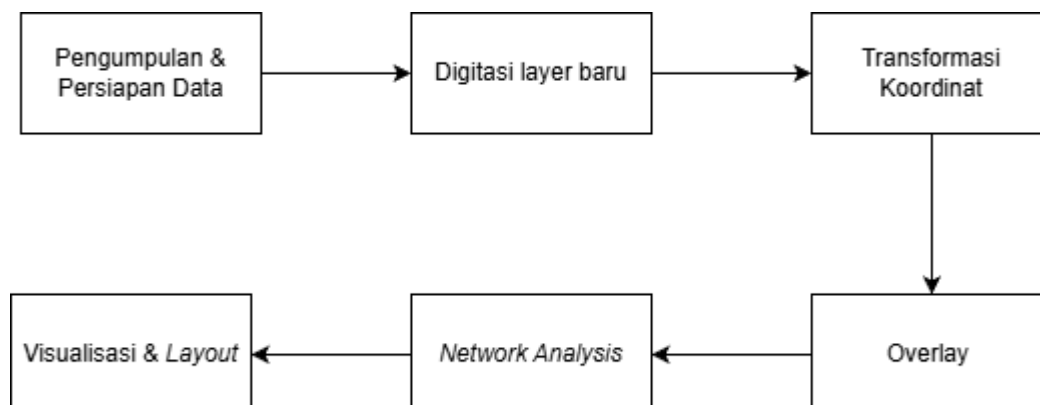 Pengumpulan &
Persiapan Data
Digitasi layer baru
Transformasi
Koordinat
Overlay
Network Analysis
Visualisasi & Layout